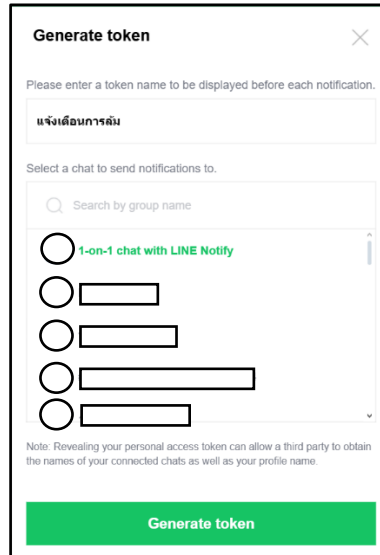 Generate token
Please enter a token name to be displayed before each notification.
แจ้งเตือนการล้ม
Select a chat to send notifications to.
Search by group name
1-on-1 chat with LINE Notify
Note: Revealing your personal access token can allow a third party to obtain
the names of your connected chats as well as your profile name.
Generate token